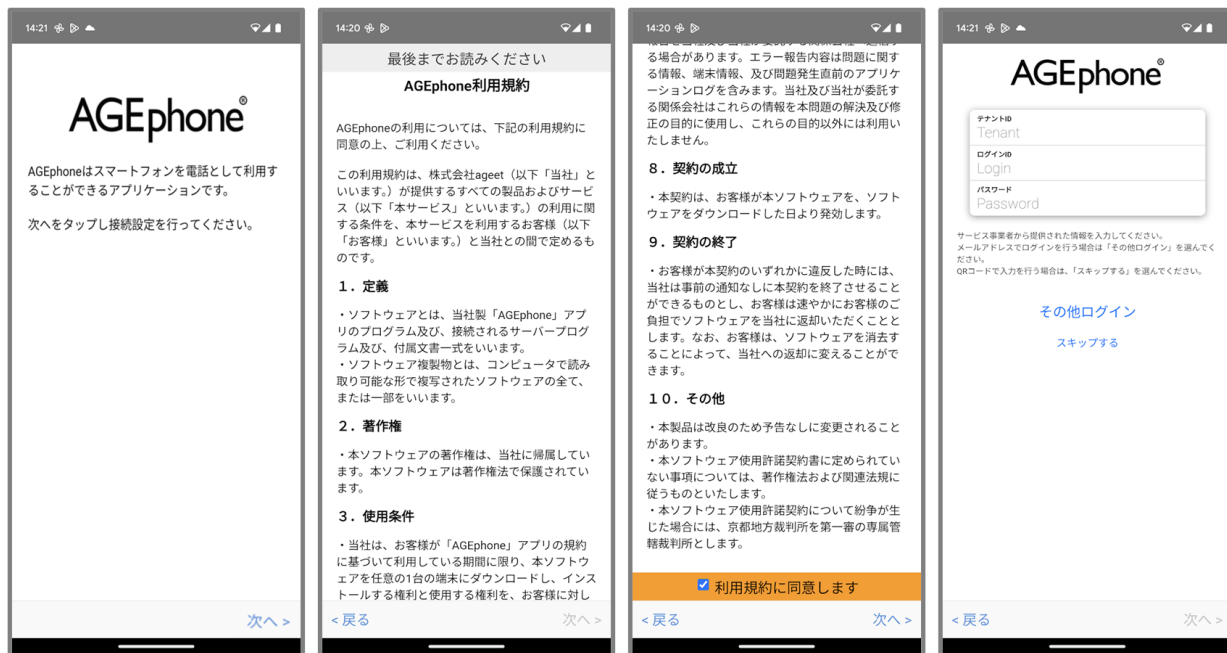 14:21
AGEphone®
AGEphoneはスマートフォンを電話として利用す
ることができるアプリケーションです。
次へをタップし接続設定を行ってください。
次へ >
14:20
最後までお読みください
AGEphone利用規約
AGEphoneの利用については、下記の利用規約に
同意の上、ご利用ください。
この利用規約は、株式会社ageet（以下「当社」と
いいます。）が提供するすべての製品およびサービ
ス（以下「本サービス」といいます。）の利用に関
する条件を、本サービスを利用するお客様（以下
「お客様」といいます。）と当社との間で定めるも
のです。
１．定義
・ソフトウェアとは、当社製「AGEphone」アプ
リのプログラム及び、接続されるサーバープログ
ラム及び、付属文書一式をいいます。
・ソフトウェア複製物とは、コンピュータで読み
取り可能な形で複写されたソフトウェアの全て、
または一部をいいます。
２．著作権
・本ソフトウェアの著作権は、当社に帰属してい
ます。本ソフトウェアは著作権法で保護されてい
ます。
３．使用条件
・当社は、お客様が「AGEphone」アプリの規約
に基づいて利用している期間に限り、本ソフトウ
ェアを任意の1台の端末にダウンロードし、インス
トールする権利と使用する権利を、お客様に対し
< 戻る
次へ >
14:20
る場合があります。エラー報告内容は問題に関す
る情報、端末情報、及び問題発生直前のアプリケ
ーションログを含みます。当社及び当社が委託す
る関係会社はこれらの情報を本問題の解決及び修
正の目的に使用し、これらの目的以外には利用い
たしません。
８．契約の成立
・本契約は、お客様が本ソフトウェアを、ソフト
ウェアをダウンロードした日より発効します。
９．契約の終了
・お客様が本契約のいずれかに違反した時には、
当社は事前の通知なしに本契約を終了させること
ができるものとし、お客様は速やかにお客様のご
負担でソフトウェアを当社に返却いただくことと
します。なお、お客様は、ソフトウェアを消去す
ることによって、当社への返却に変えることがで
きます。
１０．その他
・本製品は改良のため予告なしに変更されること
があります。
・本ソフトウェア使用許諾契約書に定められてい
ない事項については、著作権法および関連法規に
従うものといたします。
・本ソフトウェア使用許諾契約について紛争が生
じた場合には、京都地方裁判所を第一審の専属管
轄裁判所とします。
利用規約に同意します
< 戻る
次へ >
14:21
AGEphone®
テナントID
Tenant
ログインID
Login
パスワード
Password
サービス事業者から提供された情報を入力してください。
メールアドレスでログインを行う場合は「その他ログイン」を選んでく
ださい。
QRコードで入力を行う場合は、「スキップする」を選んでください。
その他ログイン
スキップする
< 戻る
次へ >